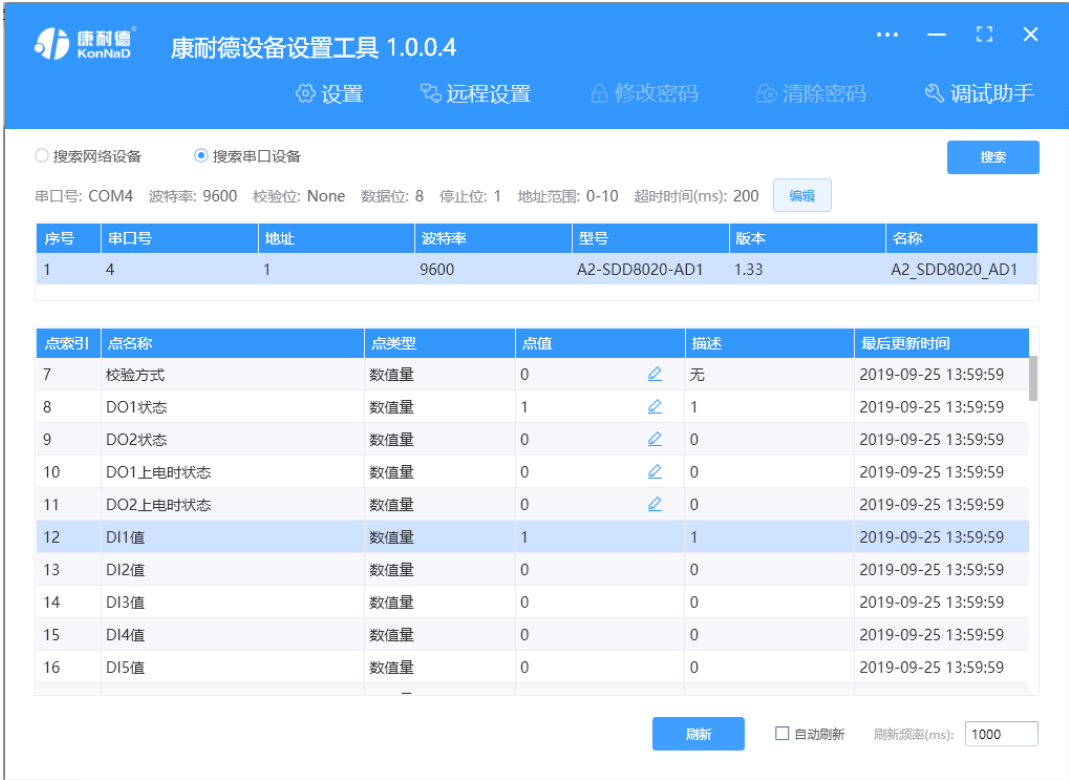 康耐德®
KonNaD
康耐德设备设置工具 1.0.0.4
设置 远程设置 修改密码 清除密码 调试助手
搜索网络设备 搜索串口设备 搜索
串口号: COM4 波特率: 9600 校验位: None 数据位: 8 停止位: 1 地址范围: 0-10 超时时间(ms): 200 编辑
序号 串口号 地址 波特率 型号 版本 名称
1 4 1 9600 A2-SDD8020-AD1 1.33 A2_SDD8020_AD1
点索引 点名称 点类型 点值 描述 最后更新时间
7 校验方式 数值量 0 无 2019-09-25 13:59:59
8 DO1状态 数值量 1 1 2019-09-25 13:59:59
9 DO2状态 数值量 0 0 2019-09-25 13:59:59
10 DO1上电时状态 数值量 0 0 2019-09-25 13:59:59
11 DO2上电时状态 数值量 0 0 2019-09-25 13:59:59
12 DI1值 数值量 1 1 2019-09-25 13:59:59
13 DI2值 数值量 0 0 2019-09-25 13:59:59
14 DI3值 数值量 0 0 2019-09-25 13:59:59
15 DI4值 数值量 0 0 2019-09-25 13:59:59
16 DI5值 数值量 0 0 2019-09-25 13:59:59
刷新 自动刷新 刷新频率(ms): 1000